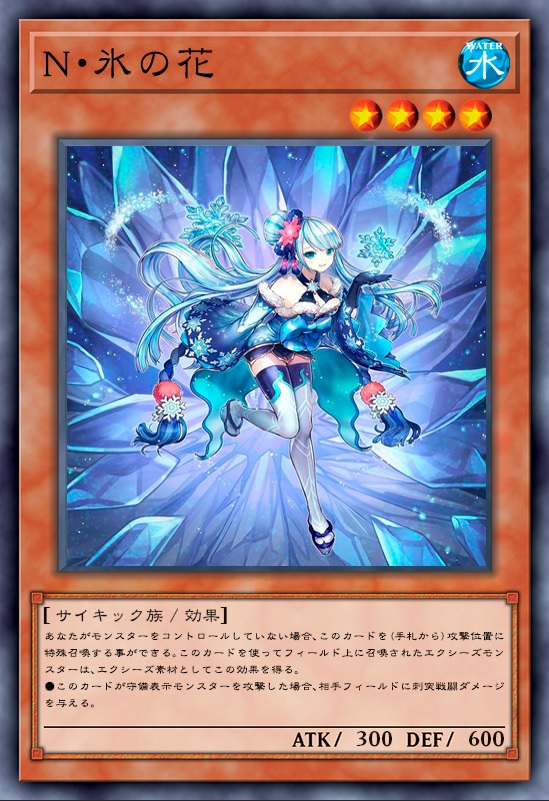 N・氷の花
WATER
水
[サイキック族 / 効果]
あなたがモンスターをコントロールしていない場合、このカードを(手札から)攻撃位置に
特殊召喚する事ができる。このカードを使ってフィールド上に召喚されたエクシーズモン
スターは、エクシーズ素材としてこの効果を得る。
●このカードが守備表示モンスターを攻撃した場合、相手フィールドに刺突戦闘ダメージ
を与える。
ATK/ 300 DEF/ 600